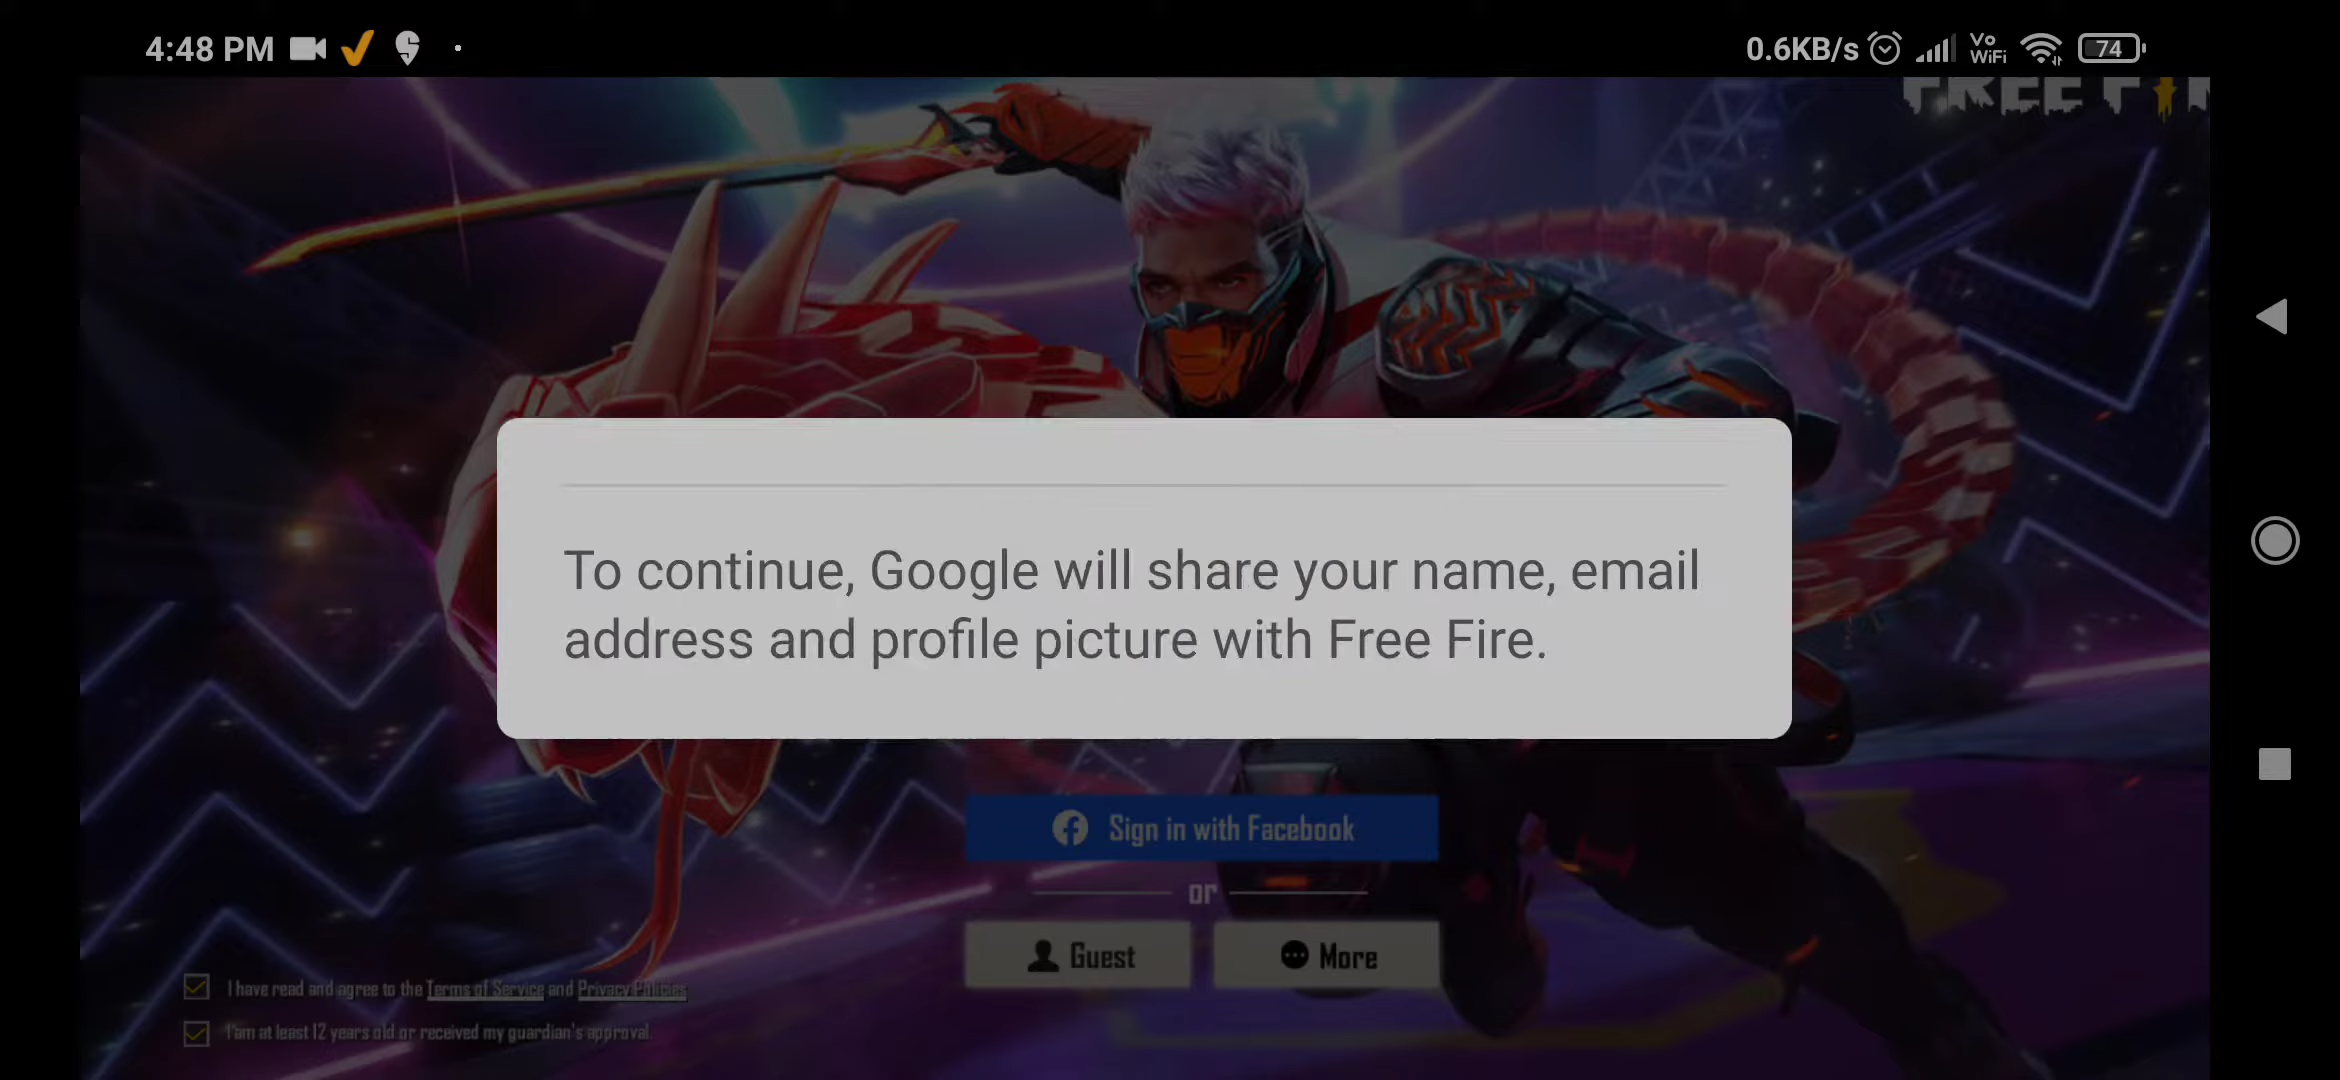 4:48 PM
0.6KB/s
Vo
WiFi
74
FREE FI
To continue, Google will share your name, email
address and profile picture with Free Fire.
Sign in with Facebook
or
Guest
More
I have read and agree to the Terms of Service and Privacy Policies
I'am at least 12 years old or received my guardian's approval.